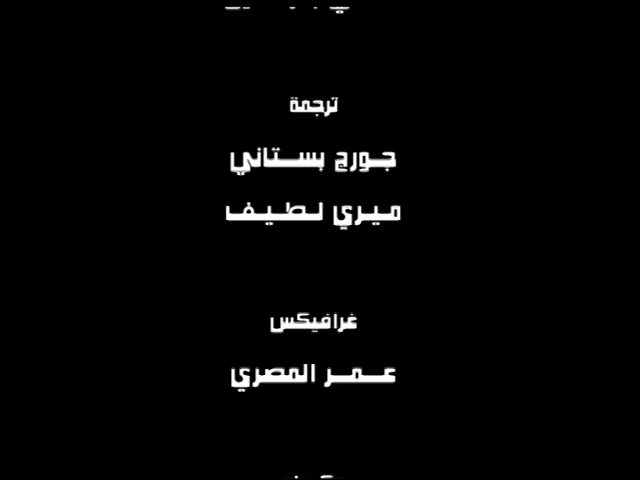 ترجمة
جورج بستاني
ميري لطيف
غرافيكس
عمر المصري